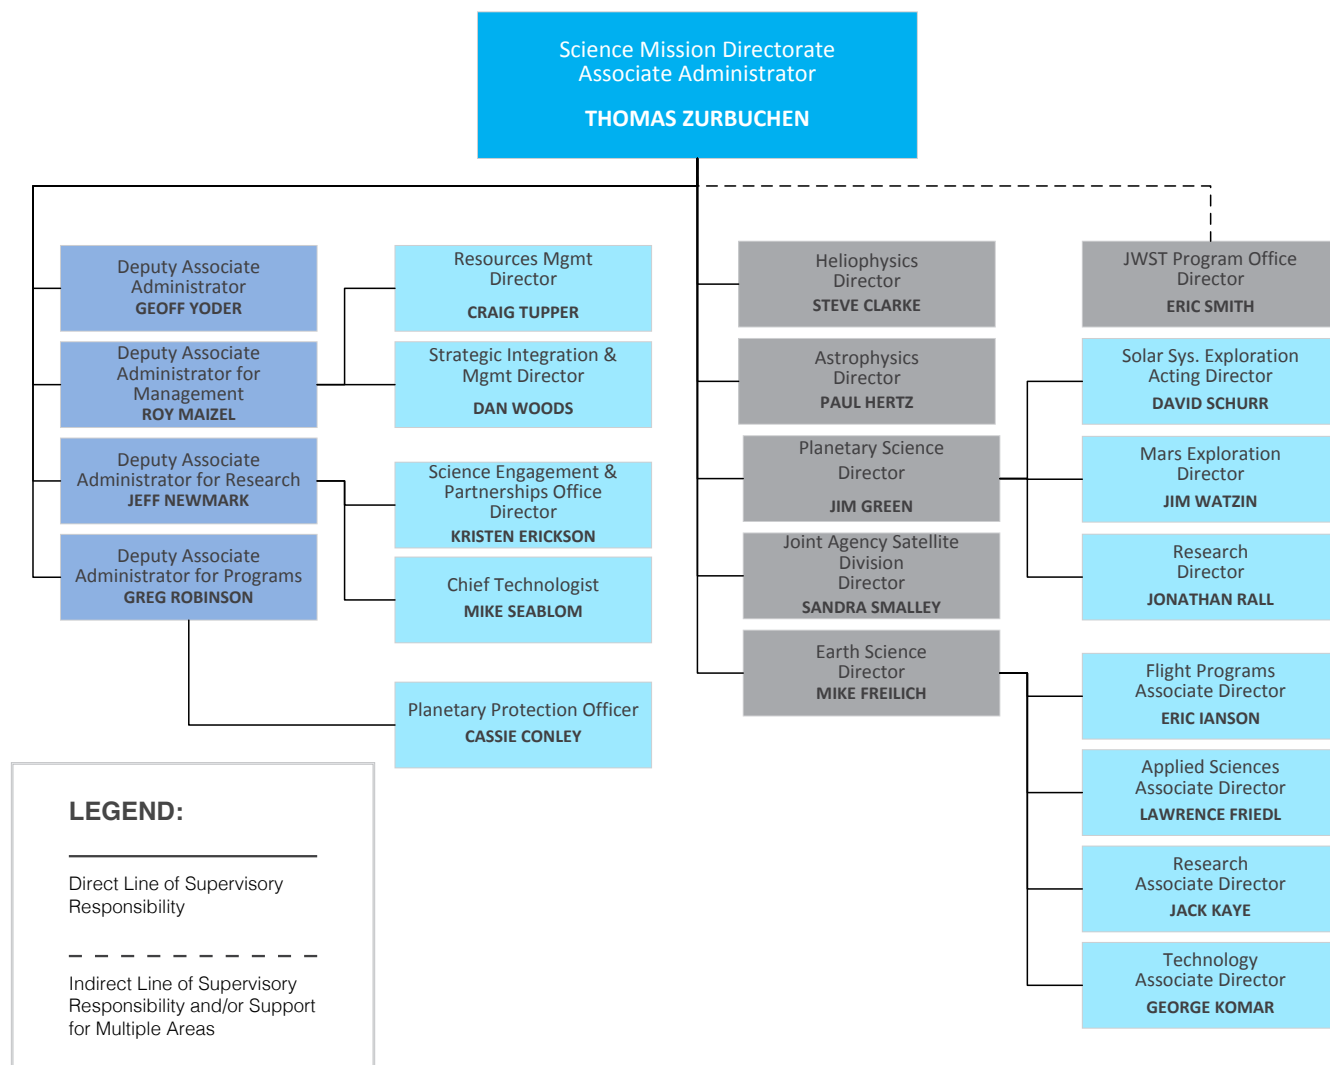 Science Mission Directorate
Associate Administrator
THOMAS ZURBUCHEN
Deputy Associate
Administrator
GEOFF YODER
Deputy Associate
Administrator for
Management
ROY MAIZEL
Deputy Associate
Administrator for Research
JEFF NEWMARK
Deputy Associate
Administrator for Programs
GREG ROBINSON
Resources Mgmt
Director
CRAIG TUPPER
Strategic Integration &
Mgmt Director
DAN WOODS
Science Engagement &
Partnerships Office
Director
KRISTEN ERICKSON
Chief Technologist
MIKE SEABLOM
Planetary Protection Officer
CASSIE CONLEY
Heliophysics
Director
STEVE CLARKE
Astrophysics
Director
PAUL HERTZ
Planetary Science
Director
JIM GREEN
Joint Agency Satellite
Division
Director
SANDRA SMALLEY
Earth Science
Director
MIKE FREILICH
JWST Program Office
Director
ERIC SMITH
Solar Sys. Exploration
Acting Director
DAVID SCHURR
Mars Exploration
Director
JIM WATZIN
Research
Director
JONATHAN RALL
Flight Programs
Associate Director
ERIC IANSON
Applied Sciences
Associate Director
LAWRENCE FRIEDL
Research
Associate Director
JACK KAYE
Technology
Associate Director
GEORGE KOMAR
LEGEND:
Direct Line of Supervisory
Responsibility
Indirect Line of Supervisory
Responsibility and/or Support
for Multiple Areas